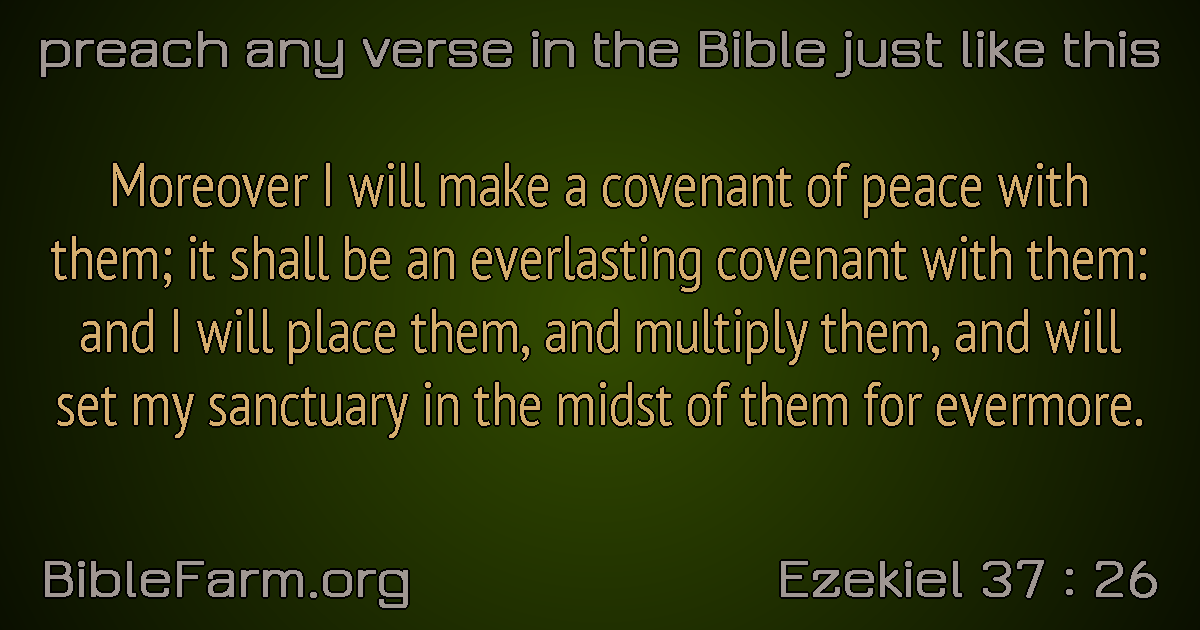 preach any verse in the Bible just like this
Moreover I will make a covenant of peace with
them; it shall be an everlasting covenant with them:
and I will place them, and multiply them, and will
set my sanctuary in the midst of them for evermore.
BibleFarm.org
Ezekiel 37 : 26